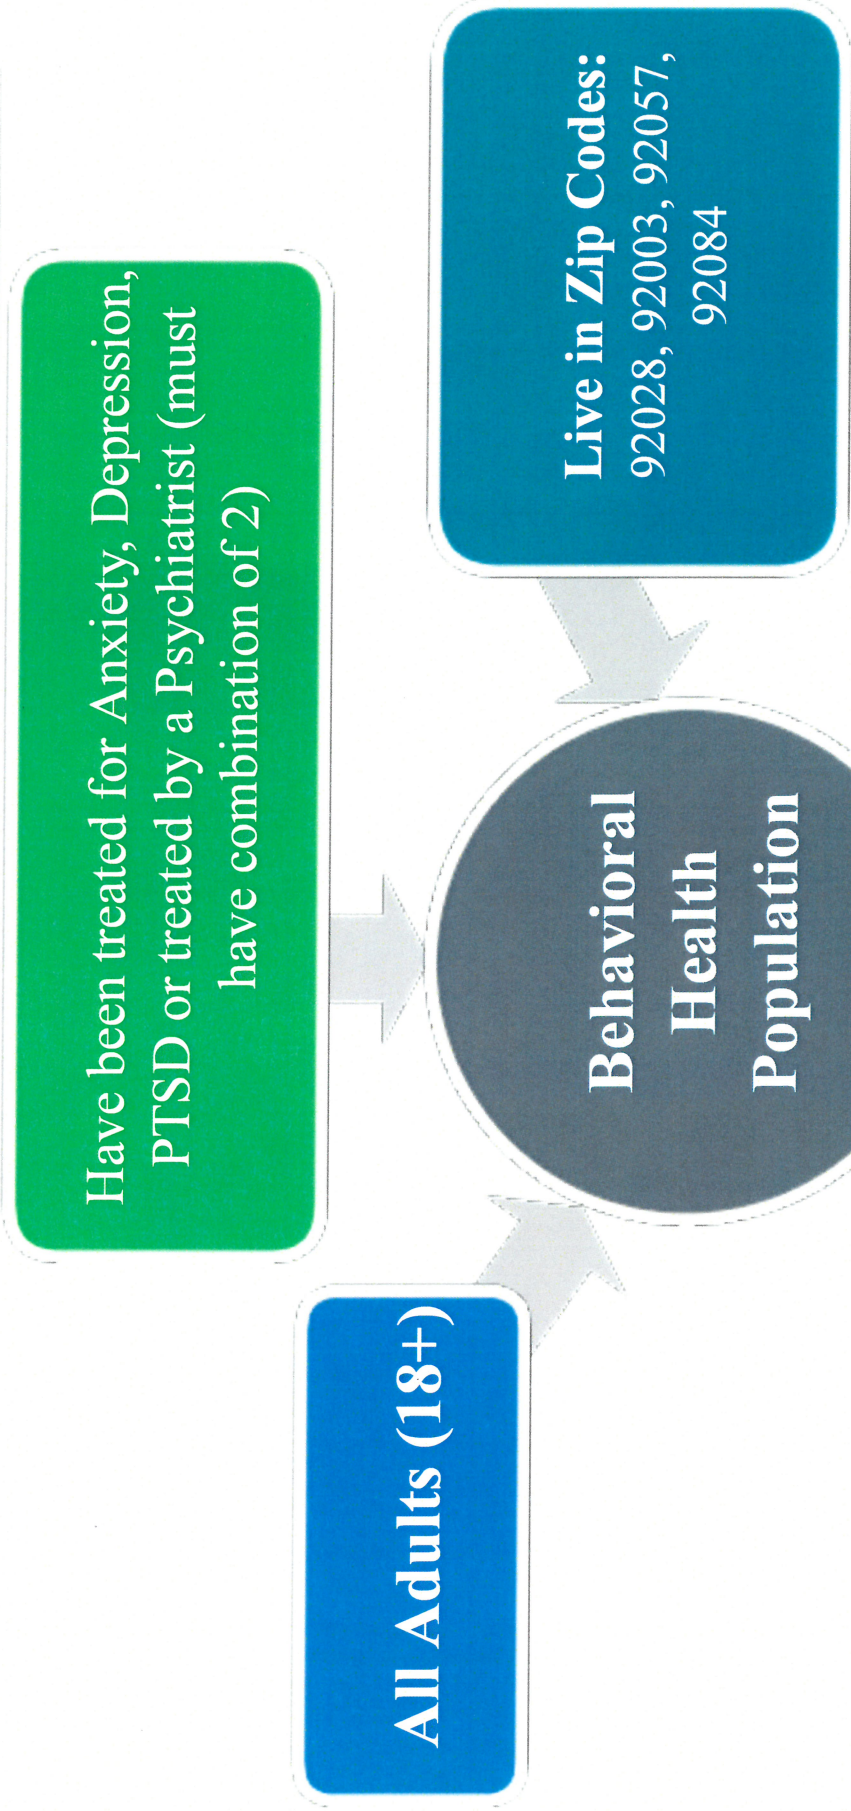 Have been treated for Anxiety, Depression,
PTSD or treated by a Psychiatrist (must
have combination of 2)
All Adults (18+)
Live in Zip Codes:
92028, 92003, 92057,
92084
Behavioral
Health
Population